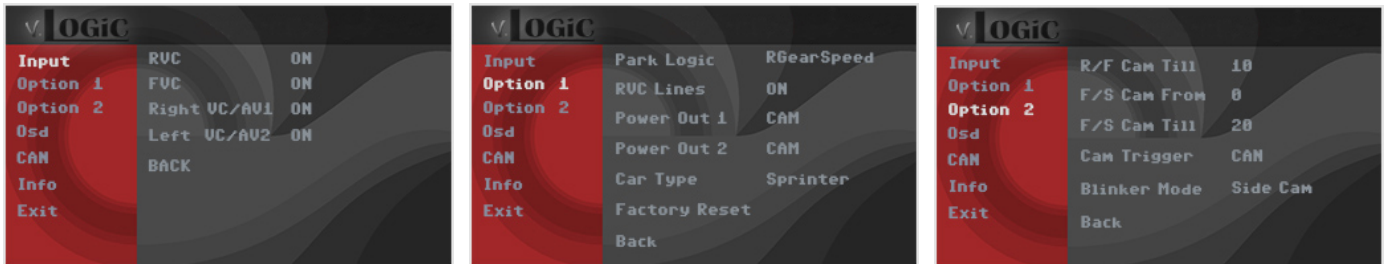 V.LOGiC
Input
Option 1
Option 2
Osd
CAN
Info
Exit
RVC ON
FVC ON
Right VC/AV1 ON
Left VC/AV2 ON
BACK
V.LOGiC
Input
Option 1
Option 2
Osd
CAN
Info
Exit
Park Logic RGearSpeed
RVC Lines ON
Power Out 1 CAM
Power Out 2 CAM
Car Type Sprinter
Factory Reset
Back
V.LOGiC
Input
Option 1
Option 2
Osd
CAN
Info
Exit
R/F Cam Till 10
F/S Cam From 0
F/S Cam Till 20
Cam Trigger CAN
Blinker Mode Side Cam
Back